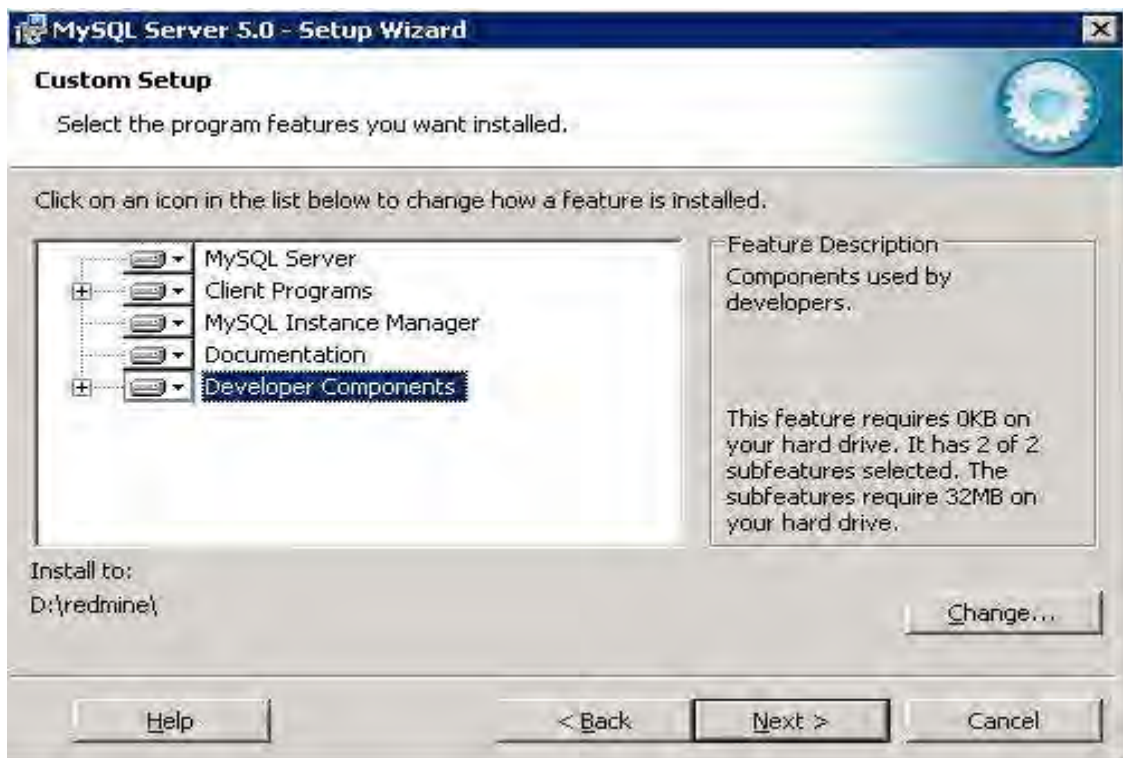 MySQL Server 5.0 - Setup Wizard
Custom Setup
Select the program features you want installed.
Click on an icon in the list below to change how a feature is installed.
MySQL Server
Client Programs
MySQL Instance Manager
Documentation
Developer Components
Feature Description
Components used by
developers.
This feature requires 0KB on
your hard drive. It has 2 of 2
subfeatures selected. The
subfeatures require 32MB on
your hard drive.
Install to:
D:\redmine\
Change...
Help
< Back
Next >
Cancel